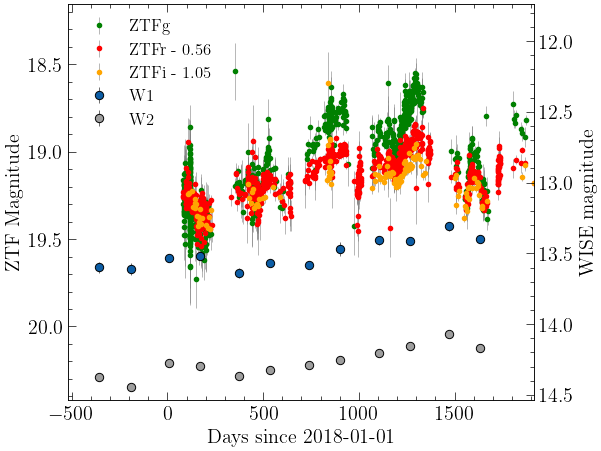 ZTFg
ZTFr - 0.56
ZTFi - 1.05
W1
W2
18.5
19.0
19.5
20.0
ZTF Magnitude
12.0
12.5
13.0
13.5
14.0
14.5
WISE magnitude
−500
0
500
1000
1500
Days since 2018-01-01